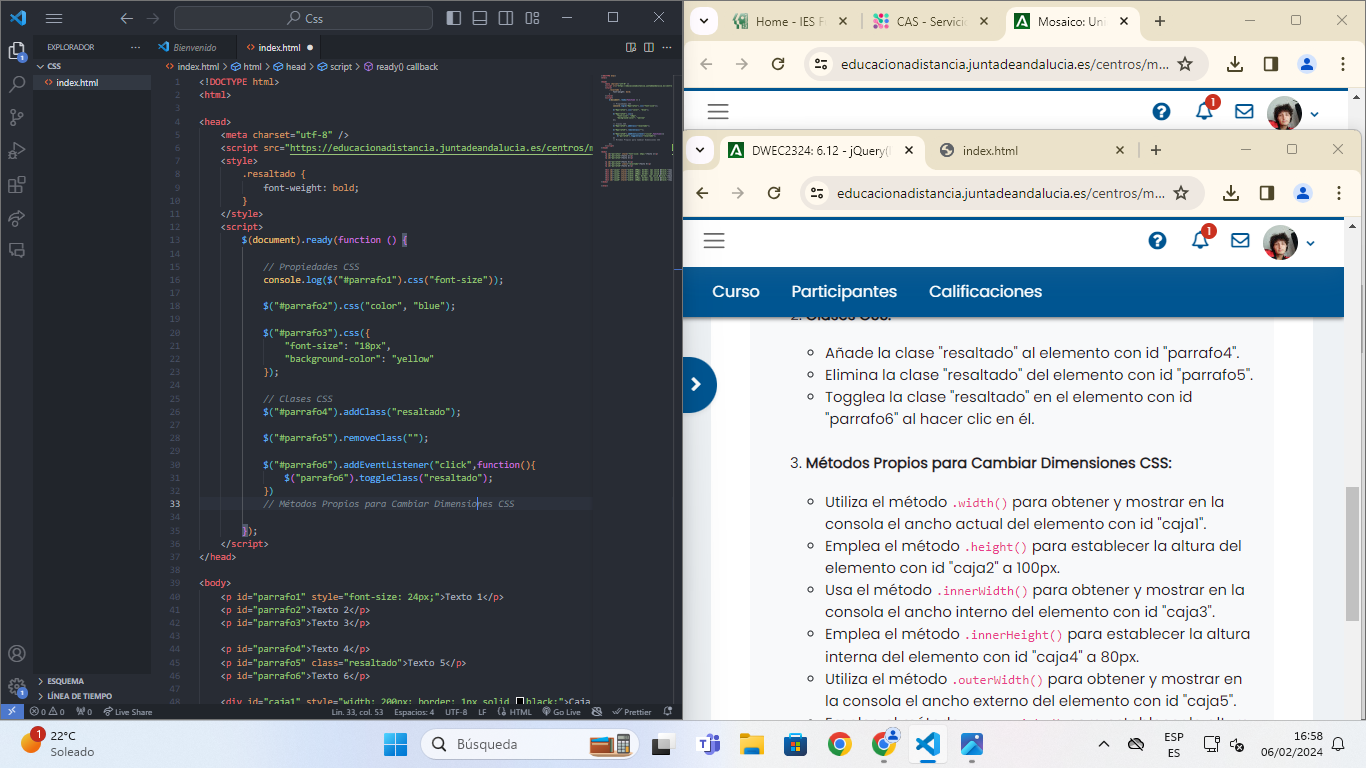 Css
EXPLORADOR
Bienvenido
index.html
CSS
index.html
index.html > html > head > script > ready() callback
1 <!DOCTYPE html>
2 <html>
3
4 <head>
5 <meta charset="utf-8" />
6 <script src="https://educacionadistancia.juntadeandalucia.es/centros/m
7 <style>
8 .resaltado {
9 font-weight: bold;
10 }
11 </style>
12 <script>
13 $(document).ready(function () {
14
15 // Propiedades CSS
16 console.log($("#parrafo1").css("font-size"));
17
18 $("#parrafo2").css("color", "blue");
19
20 $("#parrafo3").css({
21 "font-size": "18px",
22 "background-color": "yellow"
23 });
24
25 // Clases CSS
26 $("#parrafo4").addClass("resaltado");
27
28 $("#parrafo5").removeClass("");
29
30 $("#parrafo6").addEventListener("click",function(){
31 $("parrafo6").toggleClass("resaltado");
32 })
33 // Métodos Propios para Cambiar Dimensiones CSS
34
35 });
36 </script>
37 </head>
38
39 <body>
40 <p id="parrafo1" style="font-size: 24px;">Texto 1</p>
41 <p id="parrafo2">Texto 2</p>
42 <p id="parrafo3">Texto 3</p>
43
44 <p id="parrafo4">Texto 4</p>
45 <p id="parrafo5" class="resaltado">Texto 5</p>
46 <p id="parrafo6">Texto 6</p>
47
48 <div id="caja1" style="width: 200px; border: 1px solid black;">Caja
ESQUEMA
LÍNEA DE TIEMPO
0 0 0 Live Share Lín. 33, col. 53 Espacios: 4 UTF-8 LF HTML Go Live Prettier
Home - IES F
CAS - Servici
Mosaico: Uni
educacionadistancia.juntadeandalucia.es/centros/m...
1
DWEC2324: 6.12 - jQuery(
index.html
educacionadistancia.juntadeandalucia.es/centros/m...
1
Curso Participantes Calificaciones
2. Clases CSS:
Añade la clase "resaltado" al elemento con id "parrafo4".
Elimina la clase "resaltado" del elemento con id "parrafo5".
Togglea la clase "resaltado" en el elemento con id
"parrafo6" al hacer clic en él.
3. Métodos Propios para Cambiar Dimensiones CSS:
Utiliza el método .width() para obtener y mostrar en la
consola el ancho actual del elemento con id "caja1".
Emplea el método .height() para establecer la altura del
elemento con id "caja2" a 100px.
Usa el método .innerWidth() para obtener y mostrar en la
consola el ancho interno del elemento con id "caja3".
Emplea el método .innerHeight() para establecer la altura
interna del elemento con id "caja4" a 80px.
Utiliza el método .outerWidth() para obtener y mostrar en
la consola el ancho externo del elemento con id "caja5".
1
22°C
Soleado
Búsqueda
ESP
ES
16:58
06/02/2024